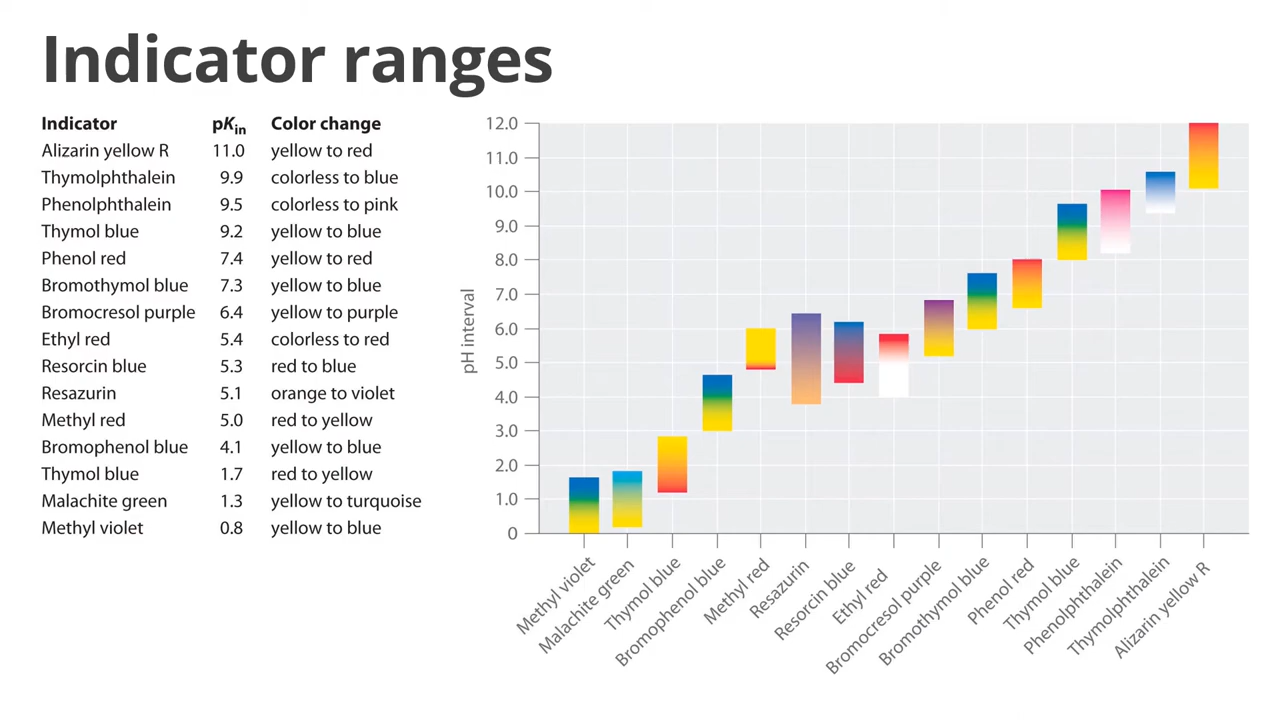 Indicator ranges
Indicator pKin Color change
Alizarin yellow R 11.0 yellow to red
Thymolphthalein 9.9 colorless to blue
Phenolphthalein 9.5 colorless to pink
Thymol blue 9.2 yellow to blue
Phenol red 7.4 yellow to red
Bromothymol blue 7.3 yellow to blue
Bromocresol purple 6.4 yellow to purple
Ethyl red 5.4 colorless to red
Resorcin blue 5.3 red to blue
Resazurin 5.1 orange to violet
Methyl red 5.0 red to yellow
Bromophenol blue 4.1 yellow to blue
Thymol blue 1.7 red to yellow
Malachite green 1.3 yellow to turquoise
Methyl violet 0.8 yellow to blue
pH interval
12.0
11.0
10.0
9.0
8.0
7.0
6.0
5.0
4.0
3.0
2.0
1.0
0
Methyl violet
Malachite green
Thymol blue
Bromophenol blue
Methyl red
Resazurin
Resorcin blue
Ethyl red
Bromocresol purple
Bromothymol blue
Phenol red
Thymol blue
Phenolphthalein
Thymolphthalein
Alizarin yellow R